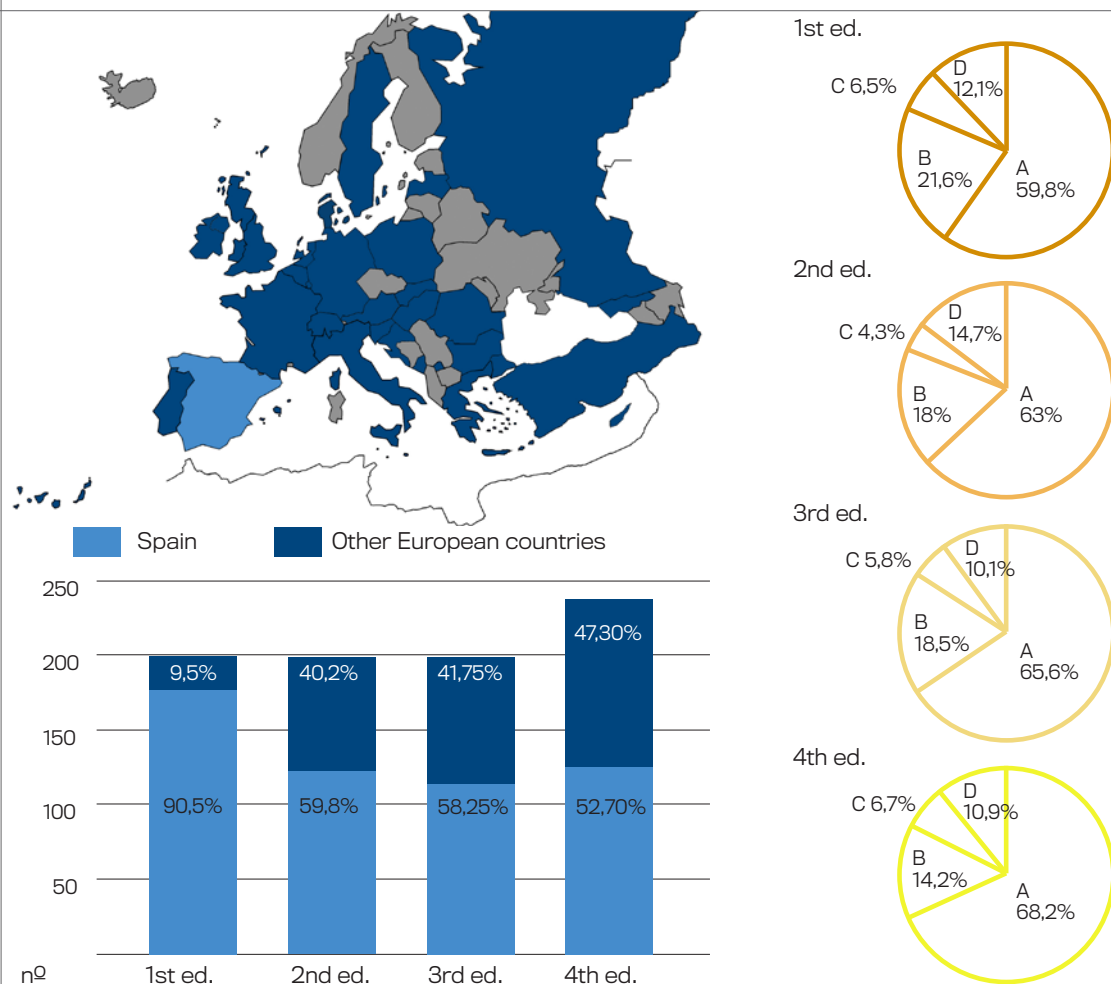 1st ed.
D
12,1%
C 6,5%
B
21,6%
A
59,8%
2nd ed.
D
14,7%
C 4,3%
B
18%
A
63%
3rd ed.
D
10,1%
C 5,8%
B
18,5%
A
65,6%
4th ed.
D
10,9%
C 6,7%
B
14,2%
A
68,2%
Spain
Other European countries
250
200
150
100
50
nº
9,5%
40,2%
41,75%
47,30%
90,5%
59,8%
58,25%
52,70%
1st ed.
2nd ed.
3rd ed.
4th ed.